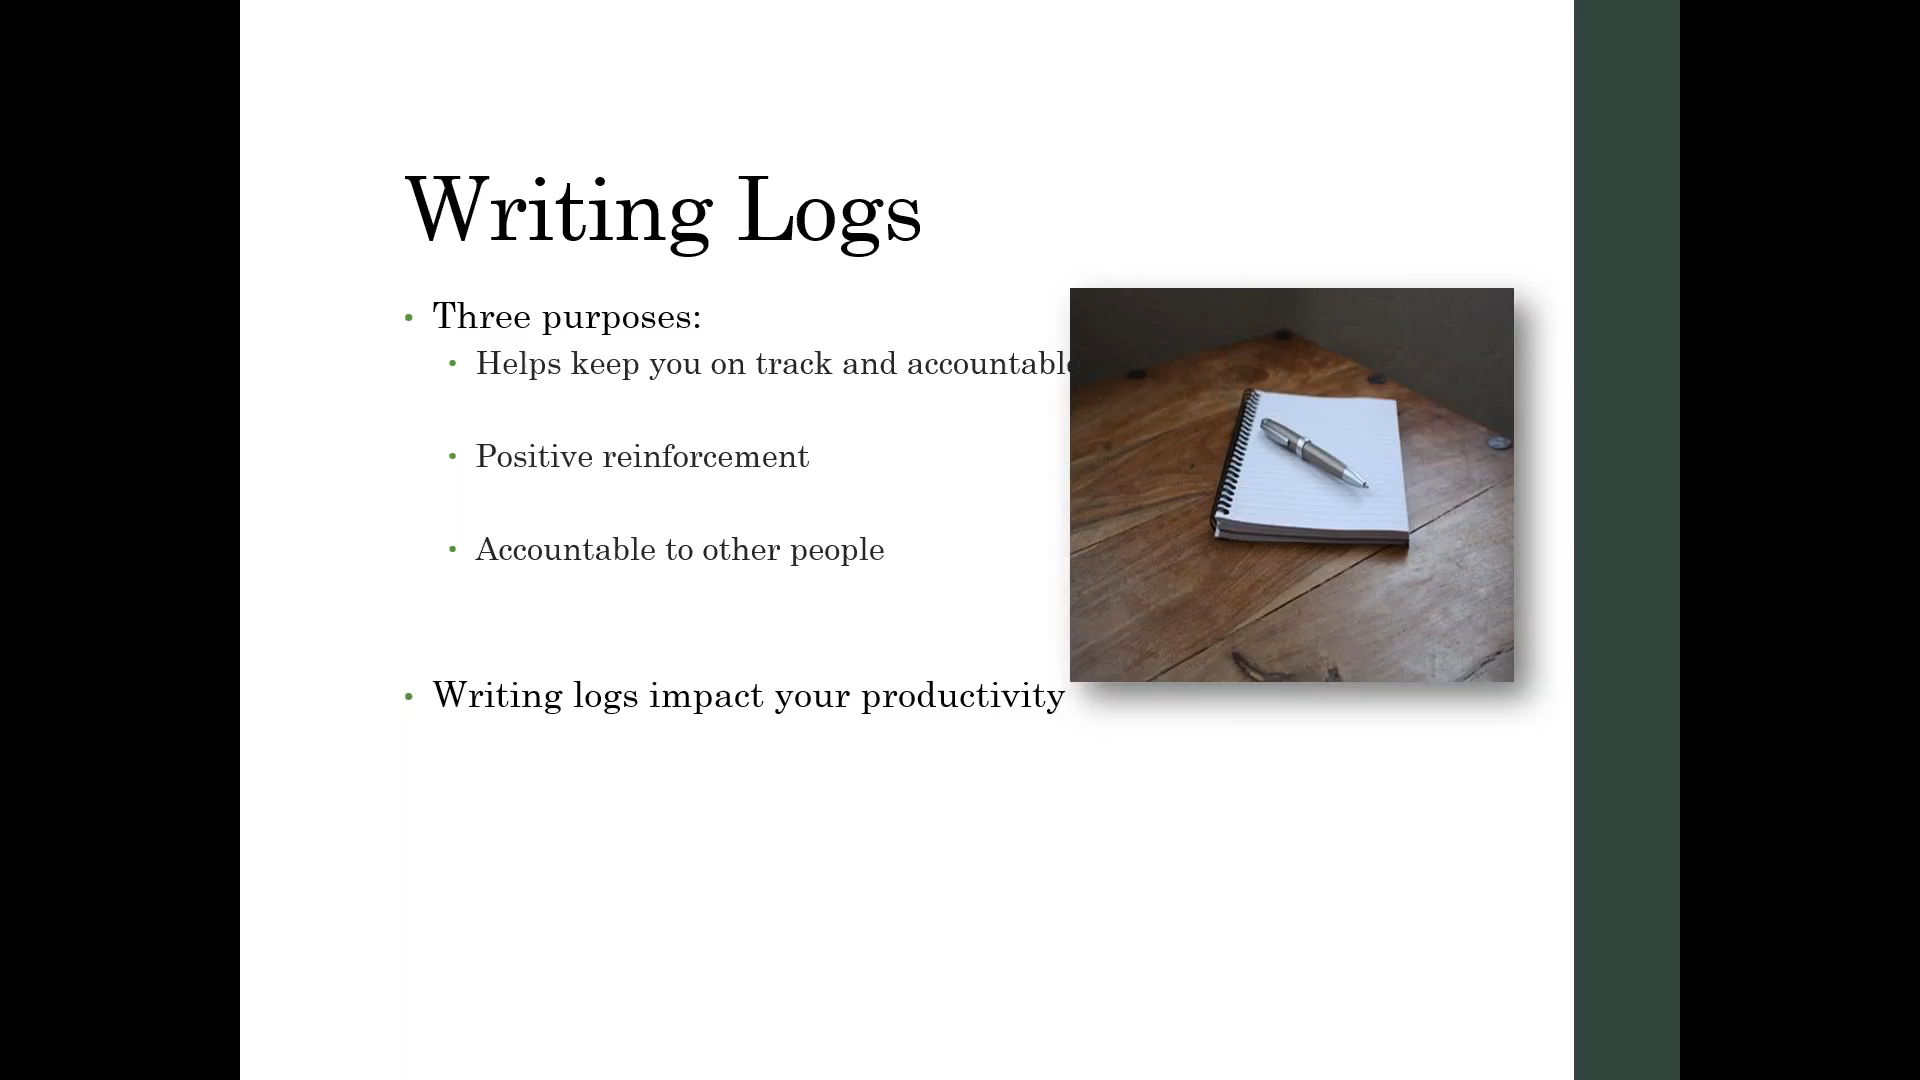 Writing Logs
• Three purposes:
• Helps keep you on track and accountable
• Positive reinforcement
• Accountable to other people
• Writing logs impact your productivity